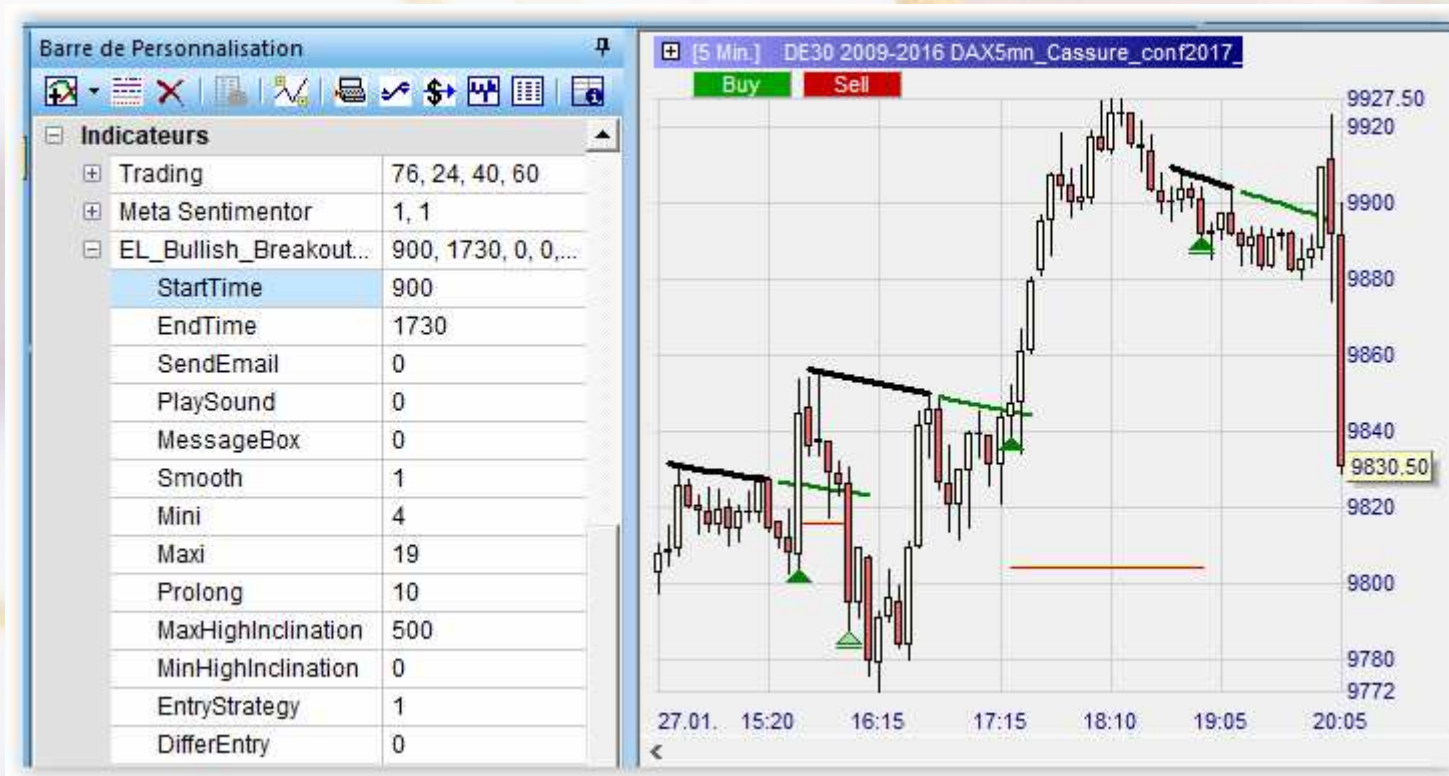 Barre de Personnalisation
Indicateurs
Trading 76, 24, 40, 60
Meta Sentimentor 1, 1
EL_Bullish_Breakout... 900, 1730, 0, 0,...
StartTime 900
EndTime 1730
SendEmail 0
PlaySound 0
MessageBox 0
Smooth 1
Mini 4
Maxi 19
Prolong 10
MaxHighInclination 500
MinHighInclination 0
EntryStrategy 1
DifferEntry 0
[5 Min.] DE30 2009-2016 DAX5mn_Cassure_conf2017_
Buy Sell
9927.50
9920
9900
9880
9860
9840
9830.50
9820
9800
9780
9772
27.01. 15:20 16:15 17:15 18:10 19:05 20:05